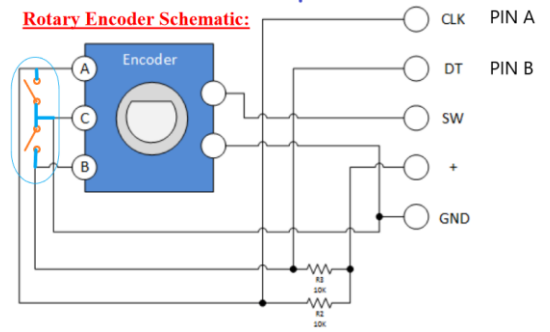 Rotary Encoder Schematic:
CLK PIN A
Encoder
A
DT PIN B
C
SW
B
+
GND
R3
10K
R2
10K